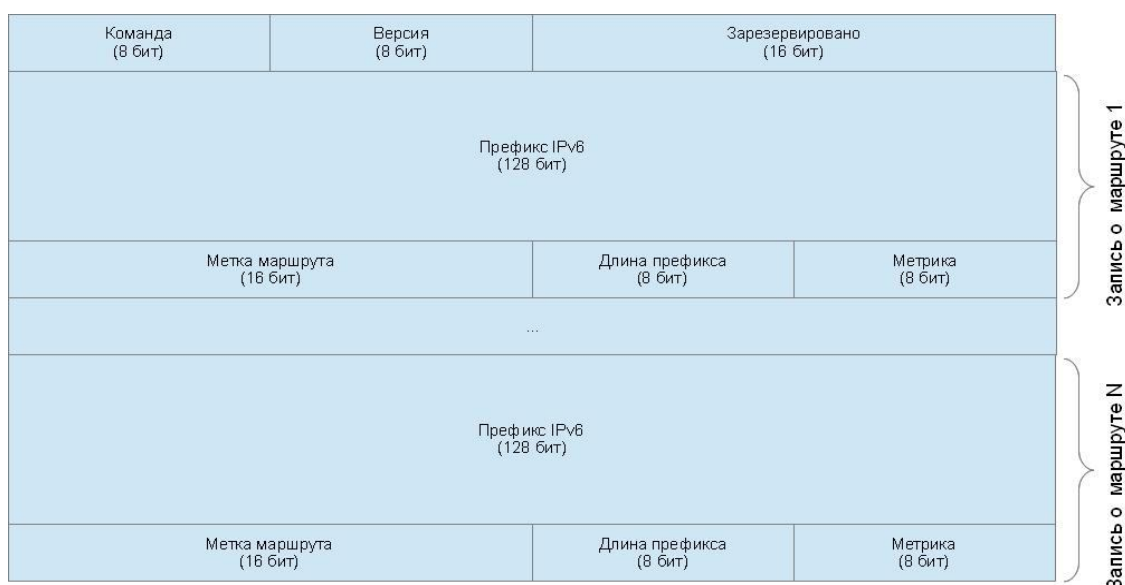 Команда
(8 бит)
Версия
(8 бит)
Зарезервировано
(16 бит)
Префикс IPv6
(128 бит)
Запись о маршруте 1
Метка маршрута
(16 бит)
Длина префикса
(8 бит)
Метрика
(8 бит)
...
Префикс IPv6
(128 бит)
Запись о маршруте N
Метка маршрута
(16 бит)
Длина префикса
(8 бит)
Метрика
(8 бит)